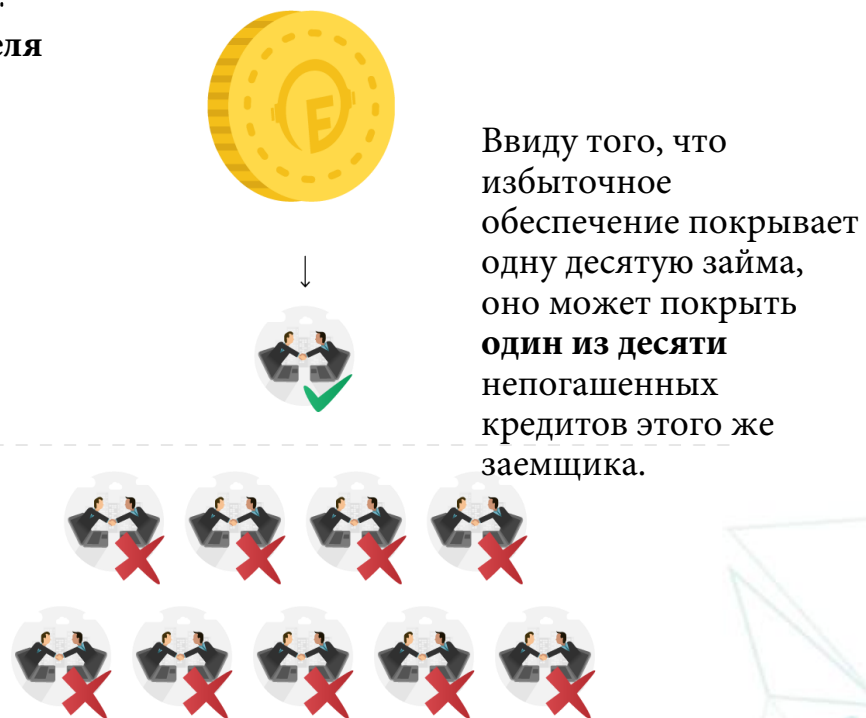 еля
Ввиду того, что
избыточное
обеспечение покрывает
одну десятую займа,
оно может покрыть
один из десяти
непогашенных
кредитов этого же
заемщика.